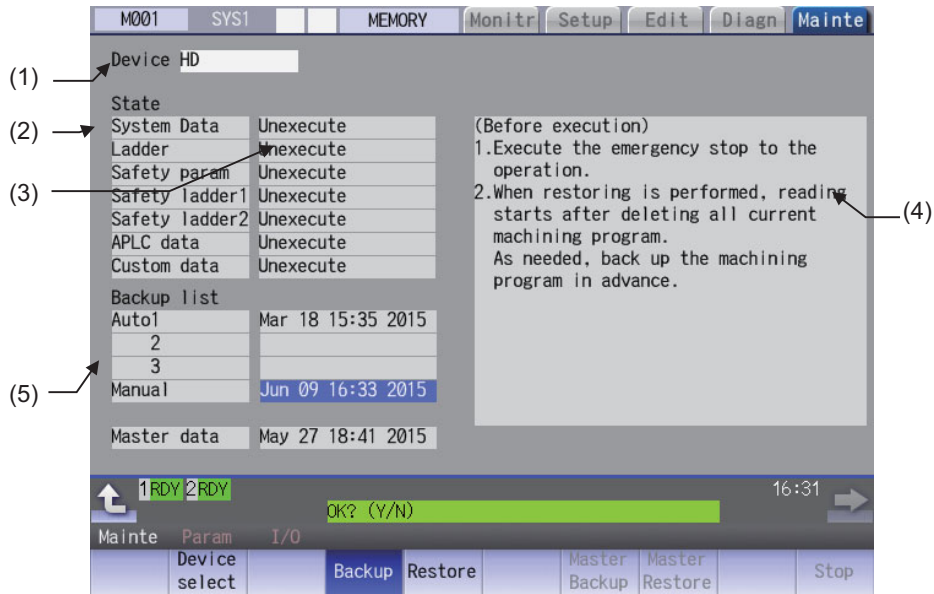 M001 SYS1 MEMORY Monitr Setup Edit Diagn Mainte
(1)
Device HD
State
(2)
System Data Unexecute
Ladder Unexecute
Safety param Unexecute
(3)
Safety ladder1 Unexecute
Safety ladder2 Unexecute
APLC data Unexecute
Custom data Unexecute
Backup list
Auto1 Mar 18 15:35 2015
2
3
(5)
Manual Jun 09 16:33 2015
Master data May 27 18:41 2015
(Before execution)
1.Execute the emergency stop to the
operation.
2.When restoring is performed, reading
starts after deleting all current
machining program.
As needed, back up the machining
program in advance.
(4)
1 RDY 2 RDY 16:31
OK? (Y/N)
Mainte Param I/O
Device select Backup Restore Master Backup Master Restore Stop